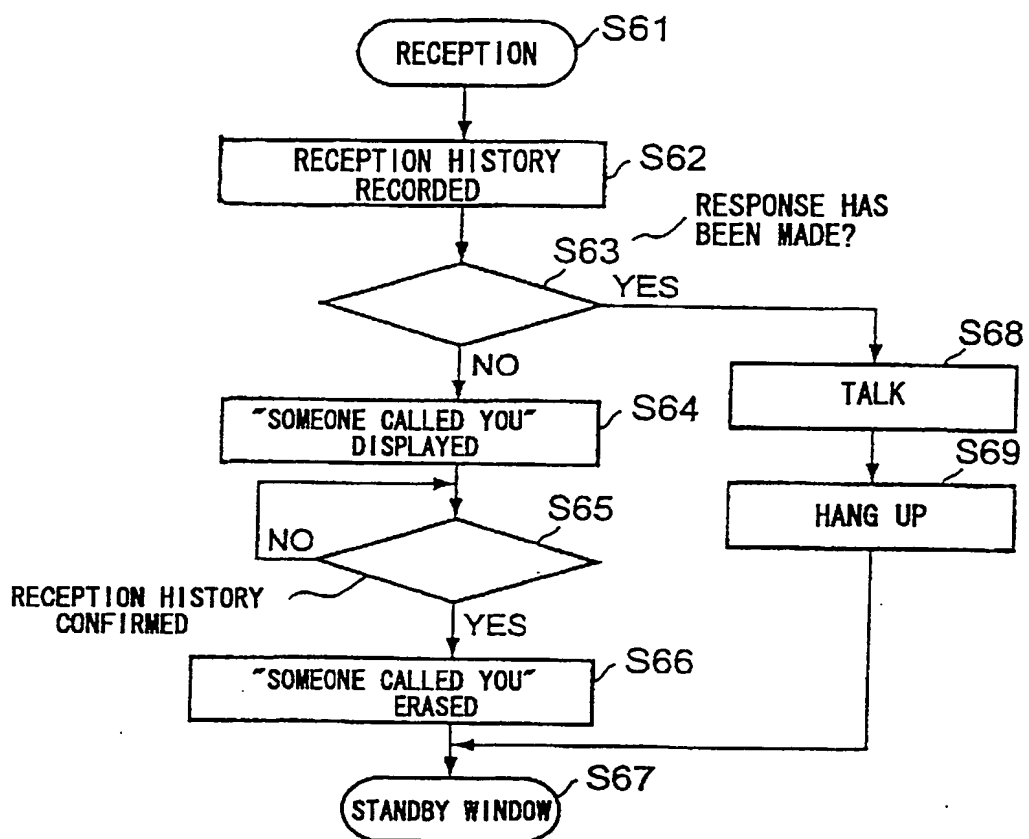 S61
RECEPTION
RECEPTION HISTORY
RECORDED
S62
RESPONSE HAS
BEEN MADE?
S63
YES
NO
S68
TALK
"SOMEONE CALLED YOU"
DISPLAYED
S64
S69
HANG UP
S65
NO
RECEPTION HISTORY
CONFIRMED
YES
"SOMEONE CALLED YOU"
ERASED
S66
S67
STANDBY WINDOW